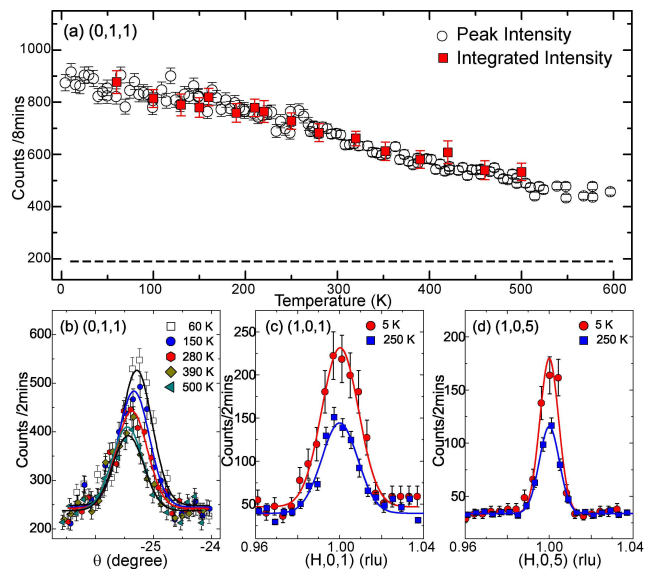 (a) (0,1,1)
Peak Intensity
Integrated Intensity
Counts /8mins
1000
800
600
400
200
0 100 200 300 400 500 600
Temperature (K)
(b) (0,1,1)
60 K
150 K
280 K
390 K
500 K
Counts /2mins
600
500
400
300
200
-25 -24
θ (degree)
(c) (1,0,1)
5 K
250 K
Counts/2mins
250
200
150
100
50
0.96 1.00 1.04
(H,0,1) (rlu)
(d) (1,0,5)
5 K
250 K
Counts/2mins
200
150
100
50
0.96 1.00 1.04
(H,0,5) (rlu)